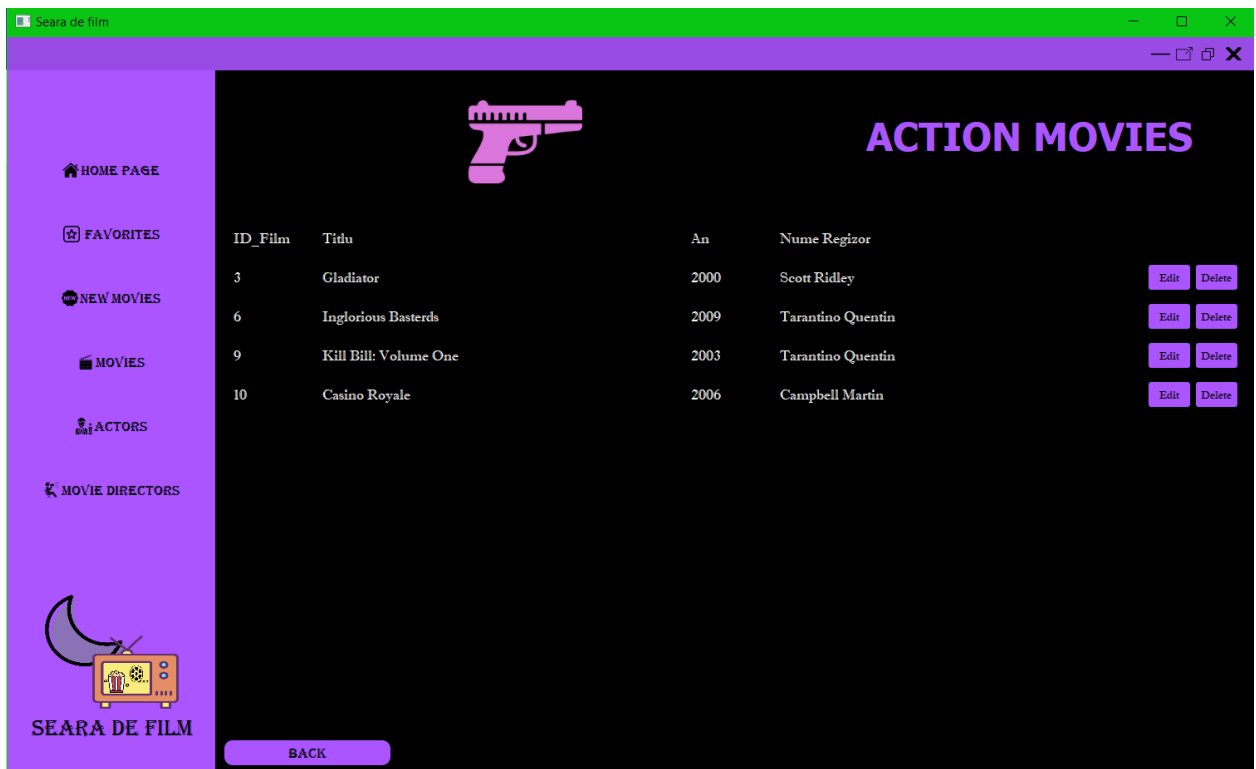 Seara de film
ACTION MOVIES
HOME PAGE
FAVORITES
NEW NEW MOVIES
MOVIES
ACTORS
MOVIE DIRECTORS
SEARA DE FILM
ID_Film Titlu An Nume Regizor
3 Gladiator 2000 Scott Ridley Edit Delete
6 Inglorious Basterds 2009 Tarantino Quentin Edit Delete
9 Kill Bill: Volume One 2003 Tarantino Quentin Edit Delete
10 Casino Royale 2006 Campbell Martin Edit Delete
BACK